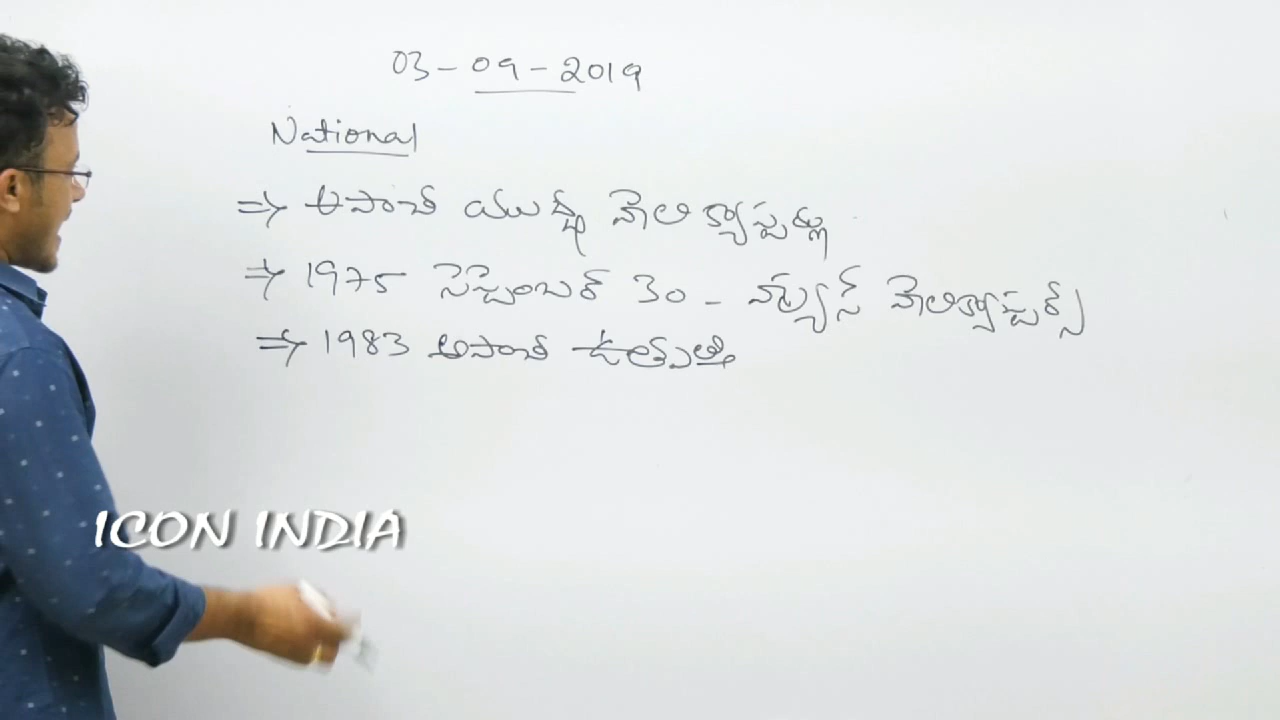 03-09-2019
National
⇒ అపాచీ యుద్ధ హెలిక్యాప్టర్లు
⇒ 1975 సెప్టెంబర్ 30 - హ్యూస్ హెలిక్యాప్టర్స్
⇒ 1983 అపాచీ ఉత్పత్తి
ICON INDIA